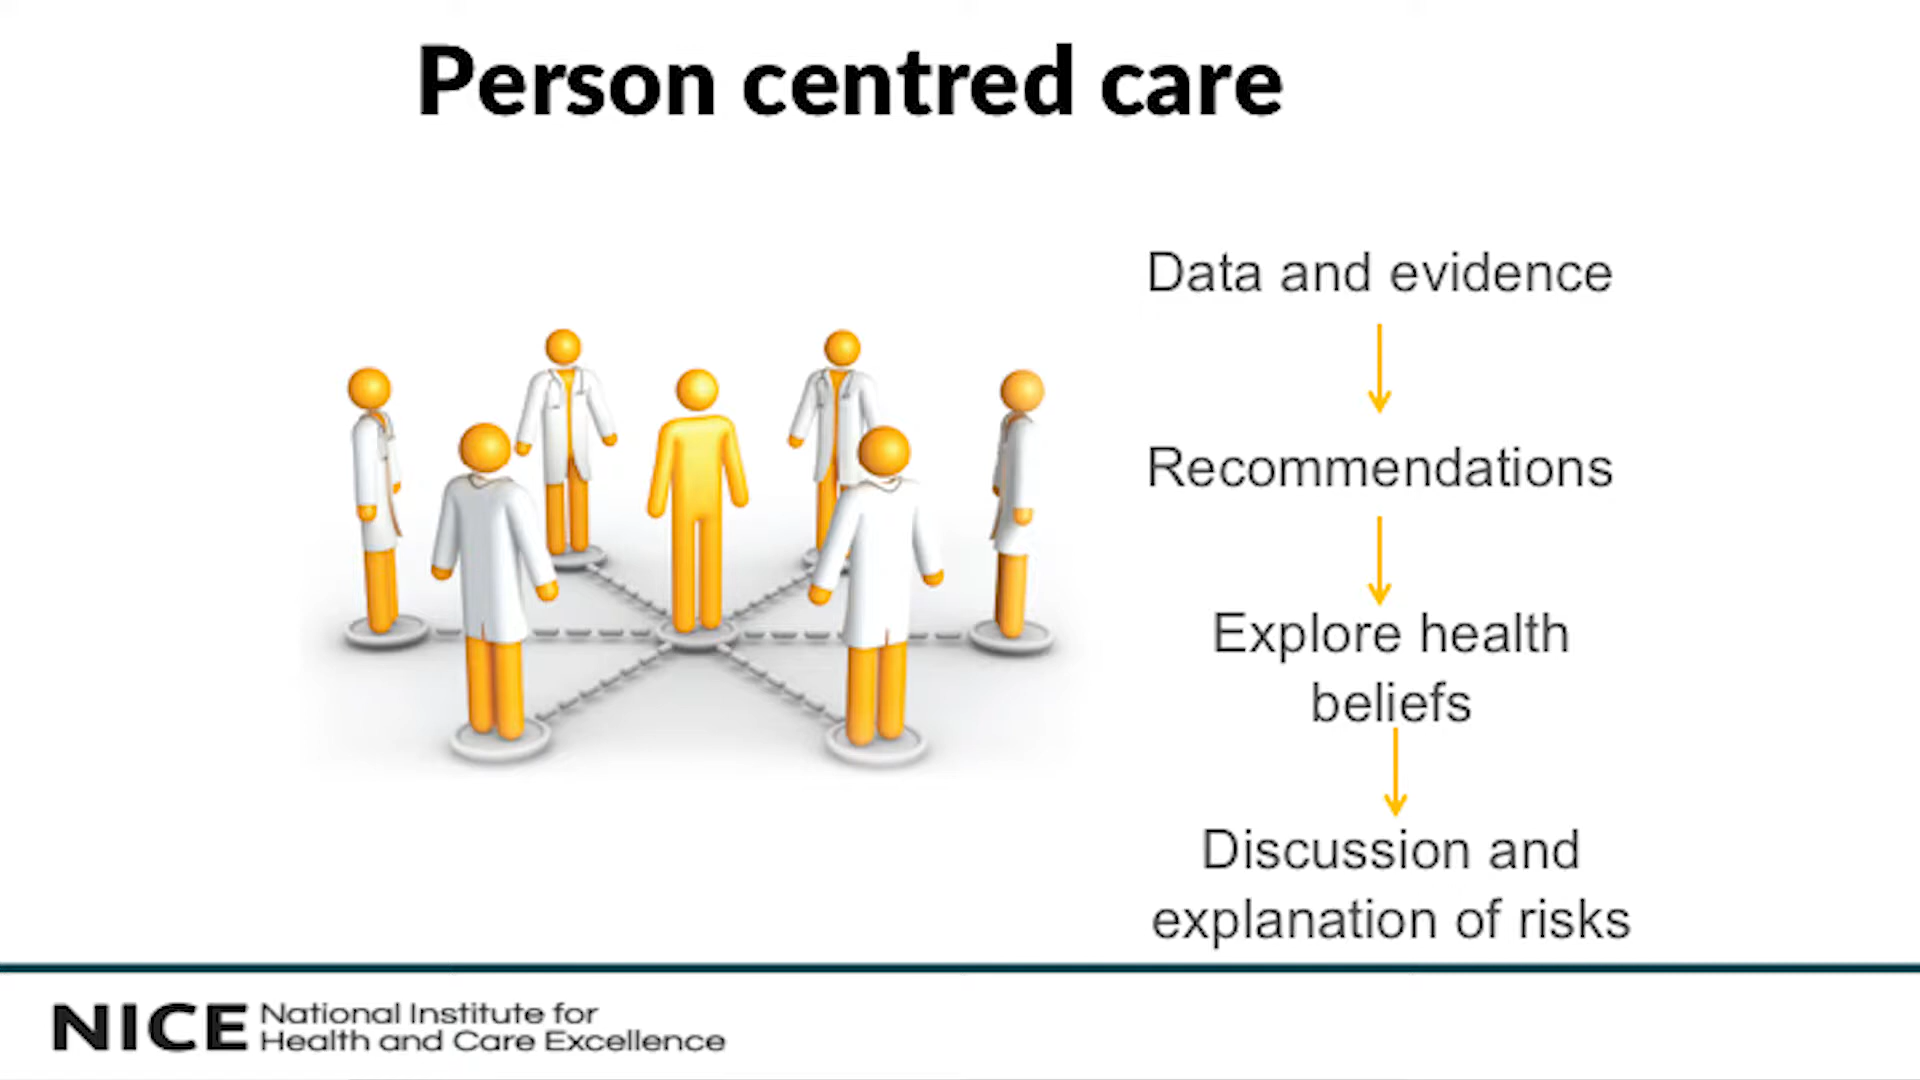 Person centred care
Data and evidence
Recommendations
Explore health
beliefs
Discussion and
explanation of risks
NICE National Institute for
Health and Care Excellence